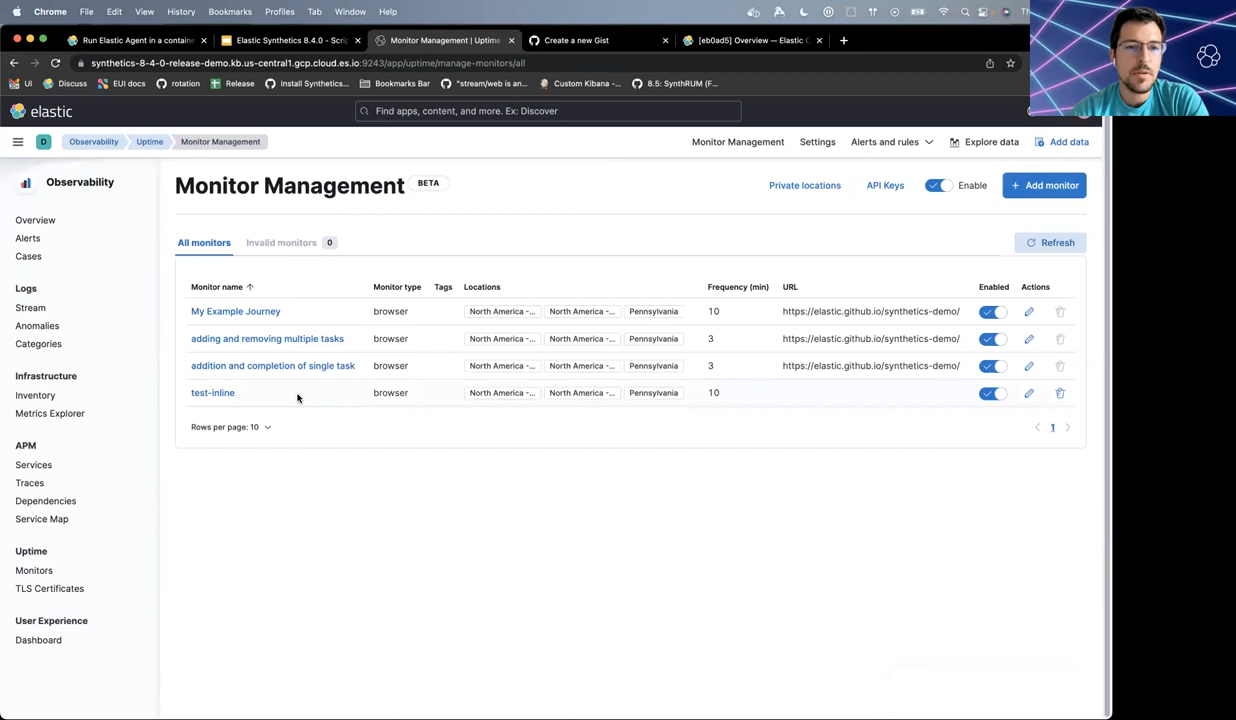 Chrome File Edit View History Bookmarks Profiles Tab Window Help
Run Elastic Agent in a containe Elastic Synthetics 8.4.0 - Scrip Monitor Management | Uptime Create a new Gist [eb0ad5] Overview — Elastic C
synthetics-8-4-0-release-demo.kb.us-central1.gcp.cloud.es.io:9243/app/uptime/manage-monitors/all
UI Discuss EUI docs rotation Release Install Synthetics... Bookmarks Bar "stream/web is an... Custom Kibana -... 8.5: SynthRUM (F...
elastic Find apps, content, and more. Ex: Discover
D Observability Uptime Monitor Management Monitor Management Settings Alerts and rules Explore data Add data
Observability
Overview
Alerts
Cases
Logs
Stream
Anomalies
Categories
Infrastructure
Inventory
Metrics Explorer
APM
Services
Traces
Dependencies
Service Map
Uptime
Monitors
TLS Certificates
User Experience
Dashboard
Monitor Management BETA Private locations API Keys Enable + Add monitor
All monitors Invalid monitors 0 Refresh
Monitor name Monitor type Tags Locations Frequency (min) URL Enabled Actions
My Example Journey browser North America -... North America -... Pennsylvania 10 https://elastic.github.io/synthetics-demo/
adding and removing multiple tasks browser North America -... North America -... Pennsylvania 3 https://elastic.github.io/synthetics-demo/
addition and completion of single task browser North America -... North America -... Pennsylvania 3 https://elastic.github.io/synthetics-demo/
test-inline browser North America -... North America -... Pennsylvania 10
Rows per page: 10 1